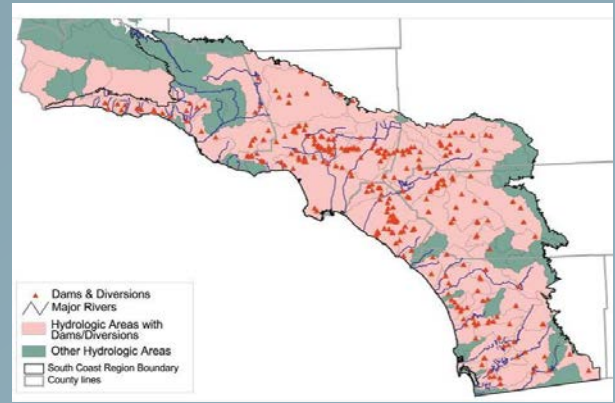 Dams & Diversions
Major Rivers
Hydrologic Areas with
Dams/Diversions
Other Hydrologic Areas
South Coast Region Boundary
County lines